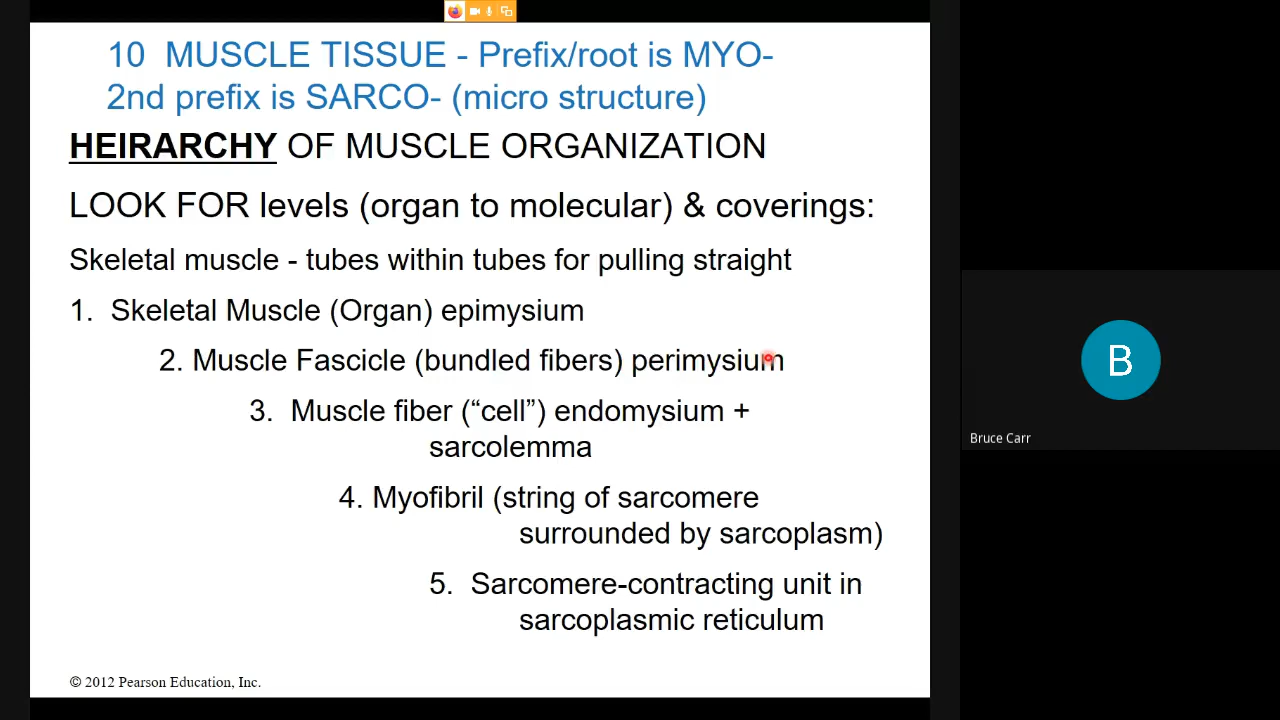 10 MUSCLE TISSUE - Prefix/root is MYO-
2nd prefix is SARCO- (micro structure)
HEIRARCHY OF MUSCLE ORGANIZATION
LOOK FOR levels (organ to molecular) & coverings:
Skeletal muscle - tubes within tubes for pulling straight
1. Skeletal Muscle (Organ) epimysium
2. Muscle Fascicle (bundled fibers) perimysium
3. Muscle fiber (“cell”) endomysium +
sarcolemma
4. Myofibril (string of sarcomere
surrounded by sarcoplasm)
5. Sarcomere-contracting unit in
sarcoplasmic reticulum
© 2012 Pearson Education, Inc.
B
Bruce Carr